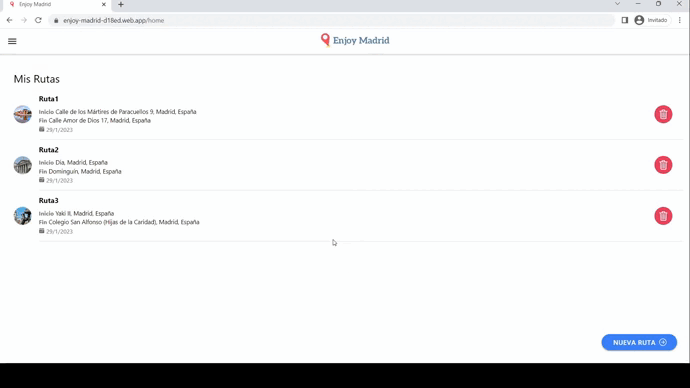 Enjoy Madrid
enjoy-madrid-d18ed.web.app/home
Invitado
Enjoy Madrid
Mis Rutas
Ruta1
Inicio Calle de los Mártires de Paracuellos 9, Madrid, España
Fin Calle Amor de Dios 17, Madrid, España
29/1/2023
Ruta2
Inicio Dia, Madrid, España
Fin Dominguín, Madrid, España
29/1/2023
Ruta3
Inicio Yaki II, Madrid, España
Fin Colegio San Alfonso (Hijas de la Caridad), Madrid, España
29/1/2023
NUEVA RUTA